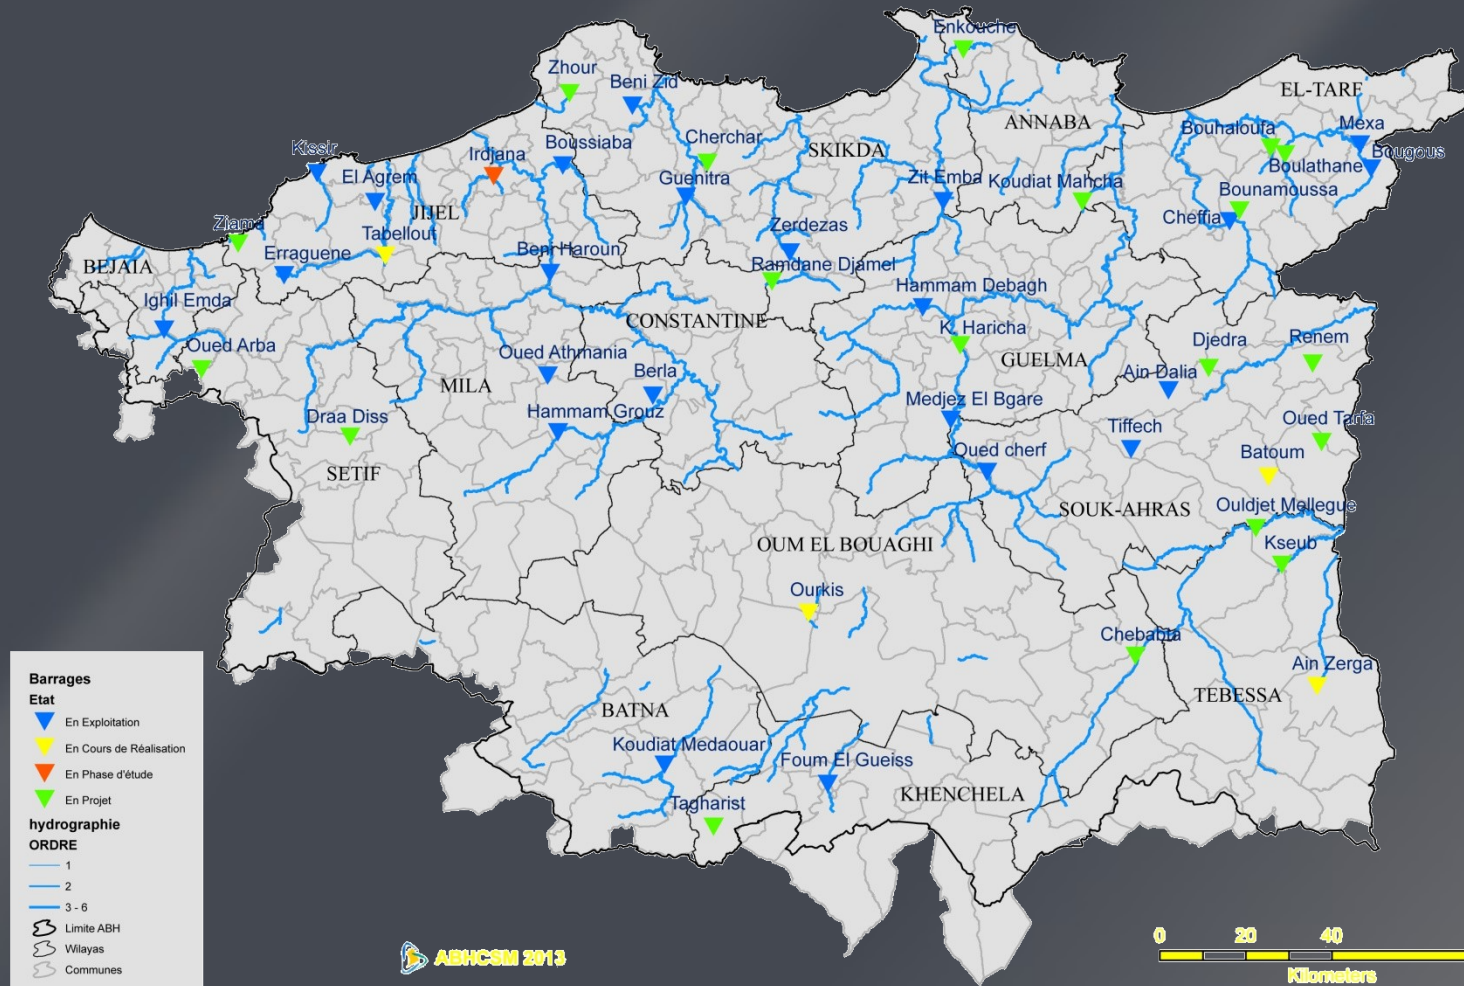 Enkouche
Zhour
Beni Zid
EL-TARE
ANNABA
Bouhaloufa
Mexa
Cherchar
SKIKDA
Boussiaba
Kissir
Irdjana
Boulathane
Bougous
El Agrem
Guenitra
Zit Emba
Koudiat Mahcha
Bounamoussa
JIJEL
Cheffia
Ziama
Tabellout
Zerdezas
Erraguene
Beni Haroun
BEJAIA
Ramdane Djamel
Ighil Emda
Hammam Debagh
CONSTANTINE
K. Haricha
Oued Arba
Oued Athmania
GUELMA
Djedra
Renem
MILA
Berla
Ain Dalia
Draa Diss
Hammam Grouz
Medjez El Bgare
Tiffech
Oued Tarfa
SETIF
Oued cherf
Batoum
SOUK-AHRAS
Ouldjet Mellegue
OUM EL BOUAGHI
Kseub
Ourkis
Chebabta
Ain Zerga
TEBESSA
BATNA
Koudiat Medaouar
Foum El Gueiss
KHENCHELA
Tagharist
Barrages
Etat
En Exploitation
En Cours de Réalisation
En Phase d'étude
En Projet
hydrographie
ORDRE
1
2
3 - 6
Limite ABH
Wilayas
Communes
ABHCSM 2013
0 20 40
Kilometers